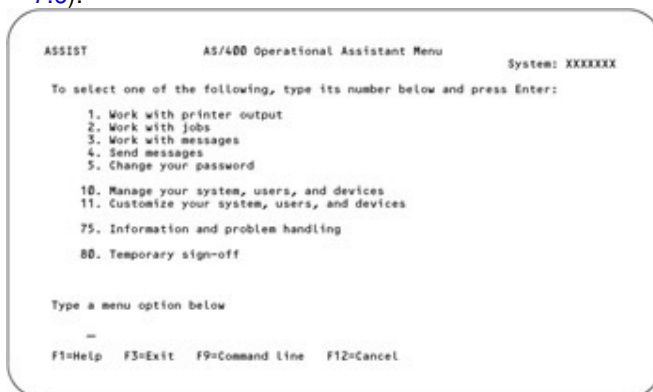 ASSIST AS/400 Operational Assistant Menu
System: XXXXXXX
To select one of the following, type its number below and press Enter:
1. Work with printer output
2. Work with jobs
3. Work with messages
4. Send messages
5. Change your password
10. Manage your system, users, and devices
11. Customize your system, users, and devices
75. Information and problem handling
80. Temporary sign-off
Type a menu option below
_
F1=Help F3=Exit F9=Command line F12=Cancel